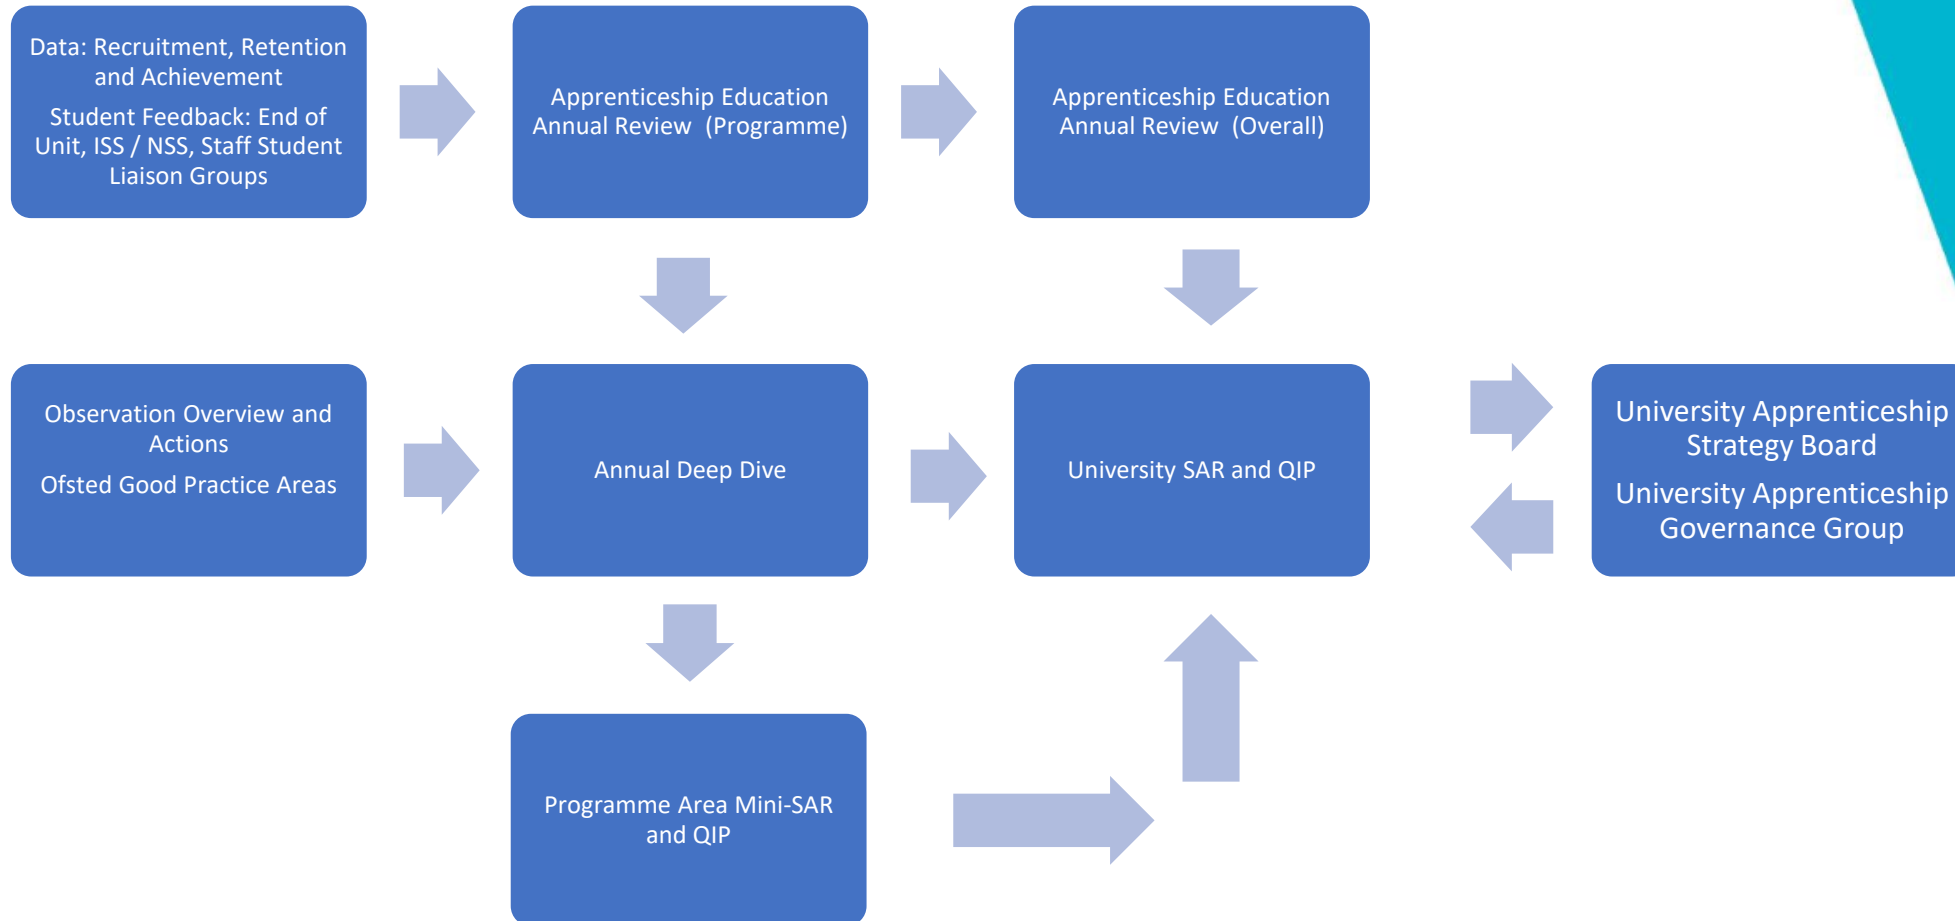 Data: Recruitment, Retention
and Achievement
Student Feedback: End of
Unit, ISS / NSS, Staff Student
Liaison Groups
Apprenticeship Education
Annual Review (Programme)
Apprenticeship Education
Annual Review (Overall)
Observation Overview and
Actions
Ofsted Good Practice Areas
Annual Deep Dive
University SAR and QIP
University Apprenticeship
Strategy Board
University Apprenticeship
Governance Group
Programme Area Mini-SAR
and QIP